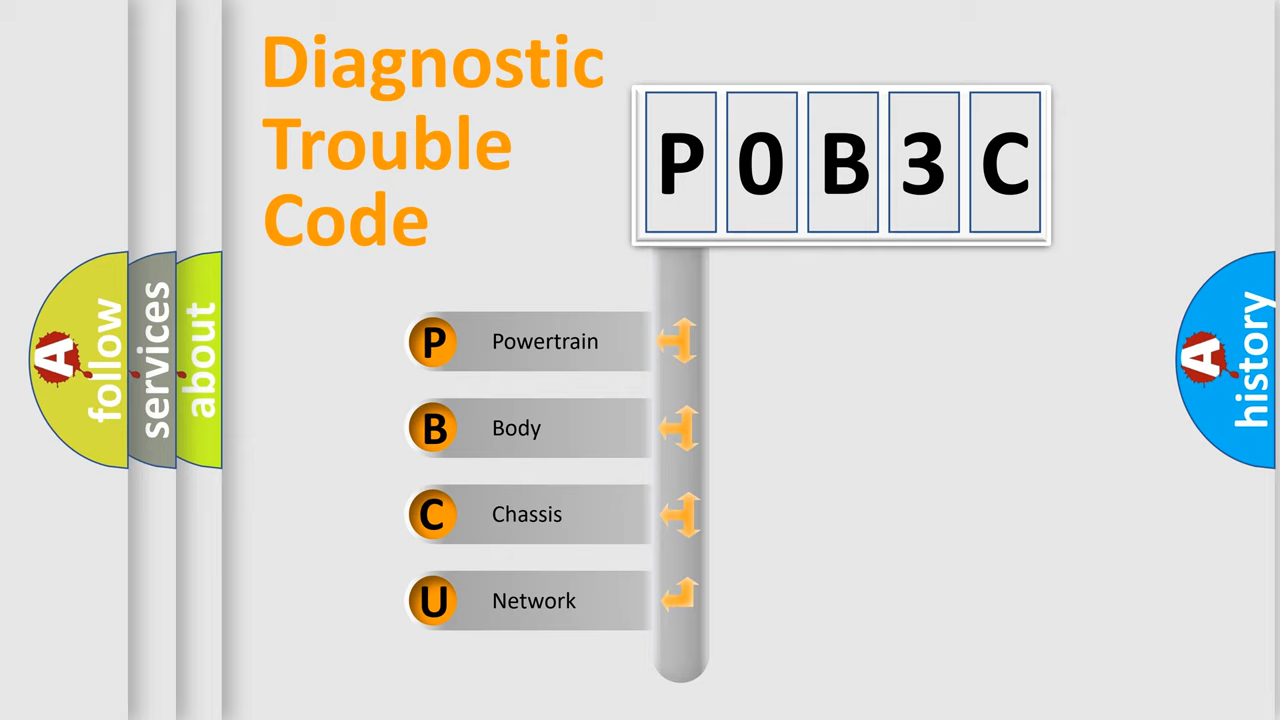 Diagnostic
Trouble
Code
P0B3C
P Powertrain
B Body
C Chassis
U Network
A follow
services
about
A history